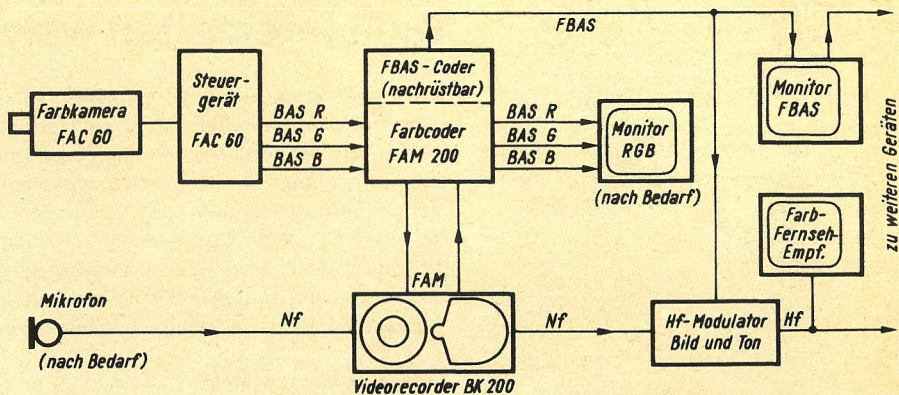 FBAS
Farbkamera
FAC 60
Steuer-
gerät
FAC 60
BAS R
BAS G
BAS B
FBAS-Coder
(nachrüstbar)
Farbcoder
FAM 200
BAS R
BAS G
BAS B
Monitor
RGB
(nach Bedarf)
Monitor
FBAS
zu weiteren Geräten
Farb-
Fernseh-
Empf.
FAM
Mikrofon
(nach Bedarf)
Nf
Nf
Hf-Modulator
Bild und Ton
Hf
Videorecorder BK 200